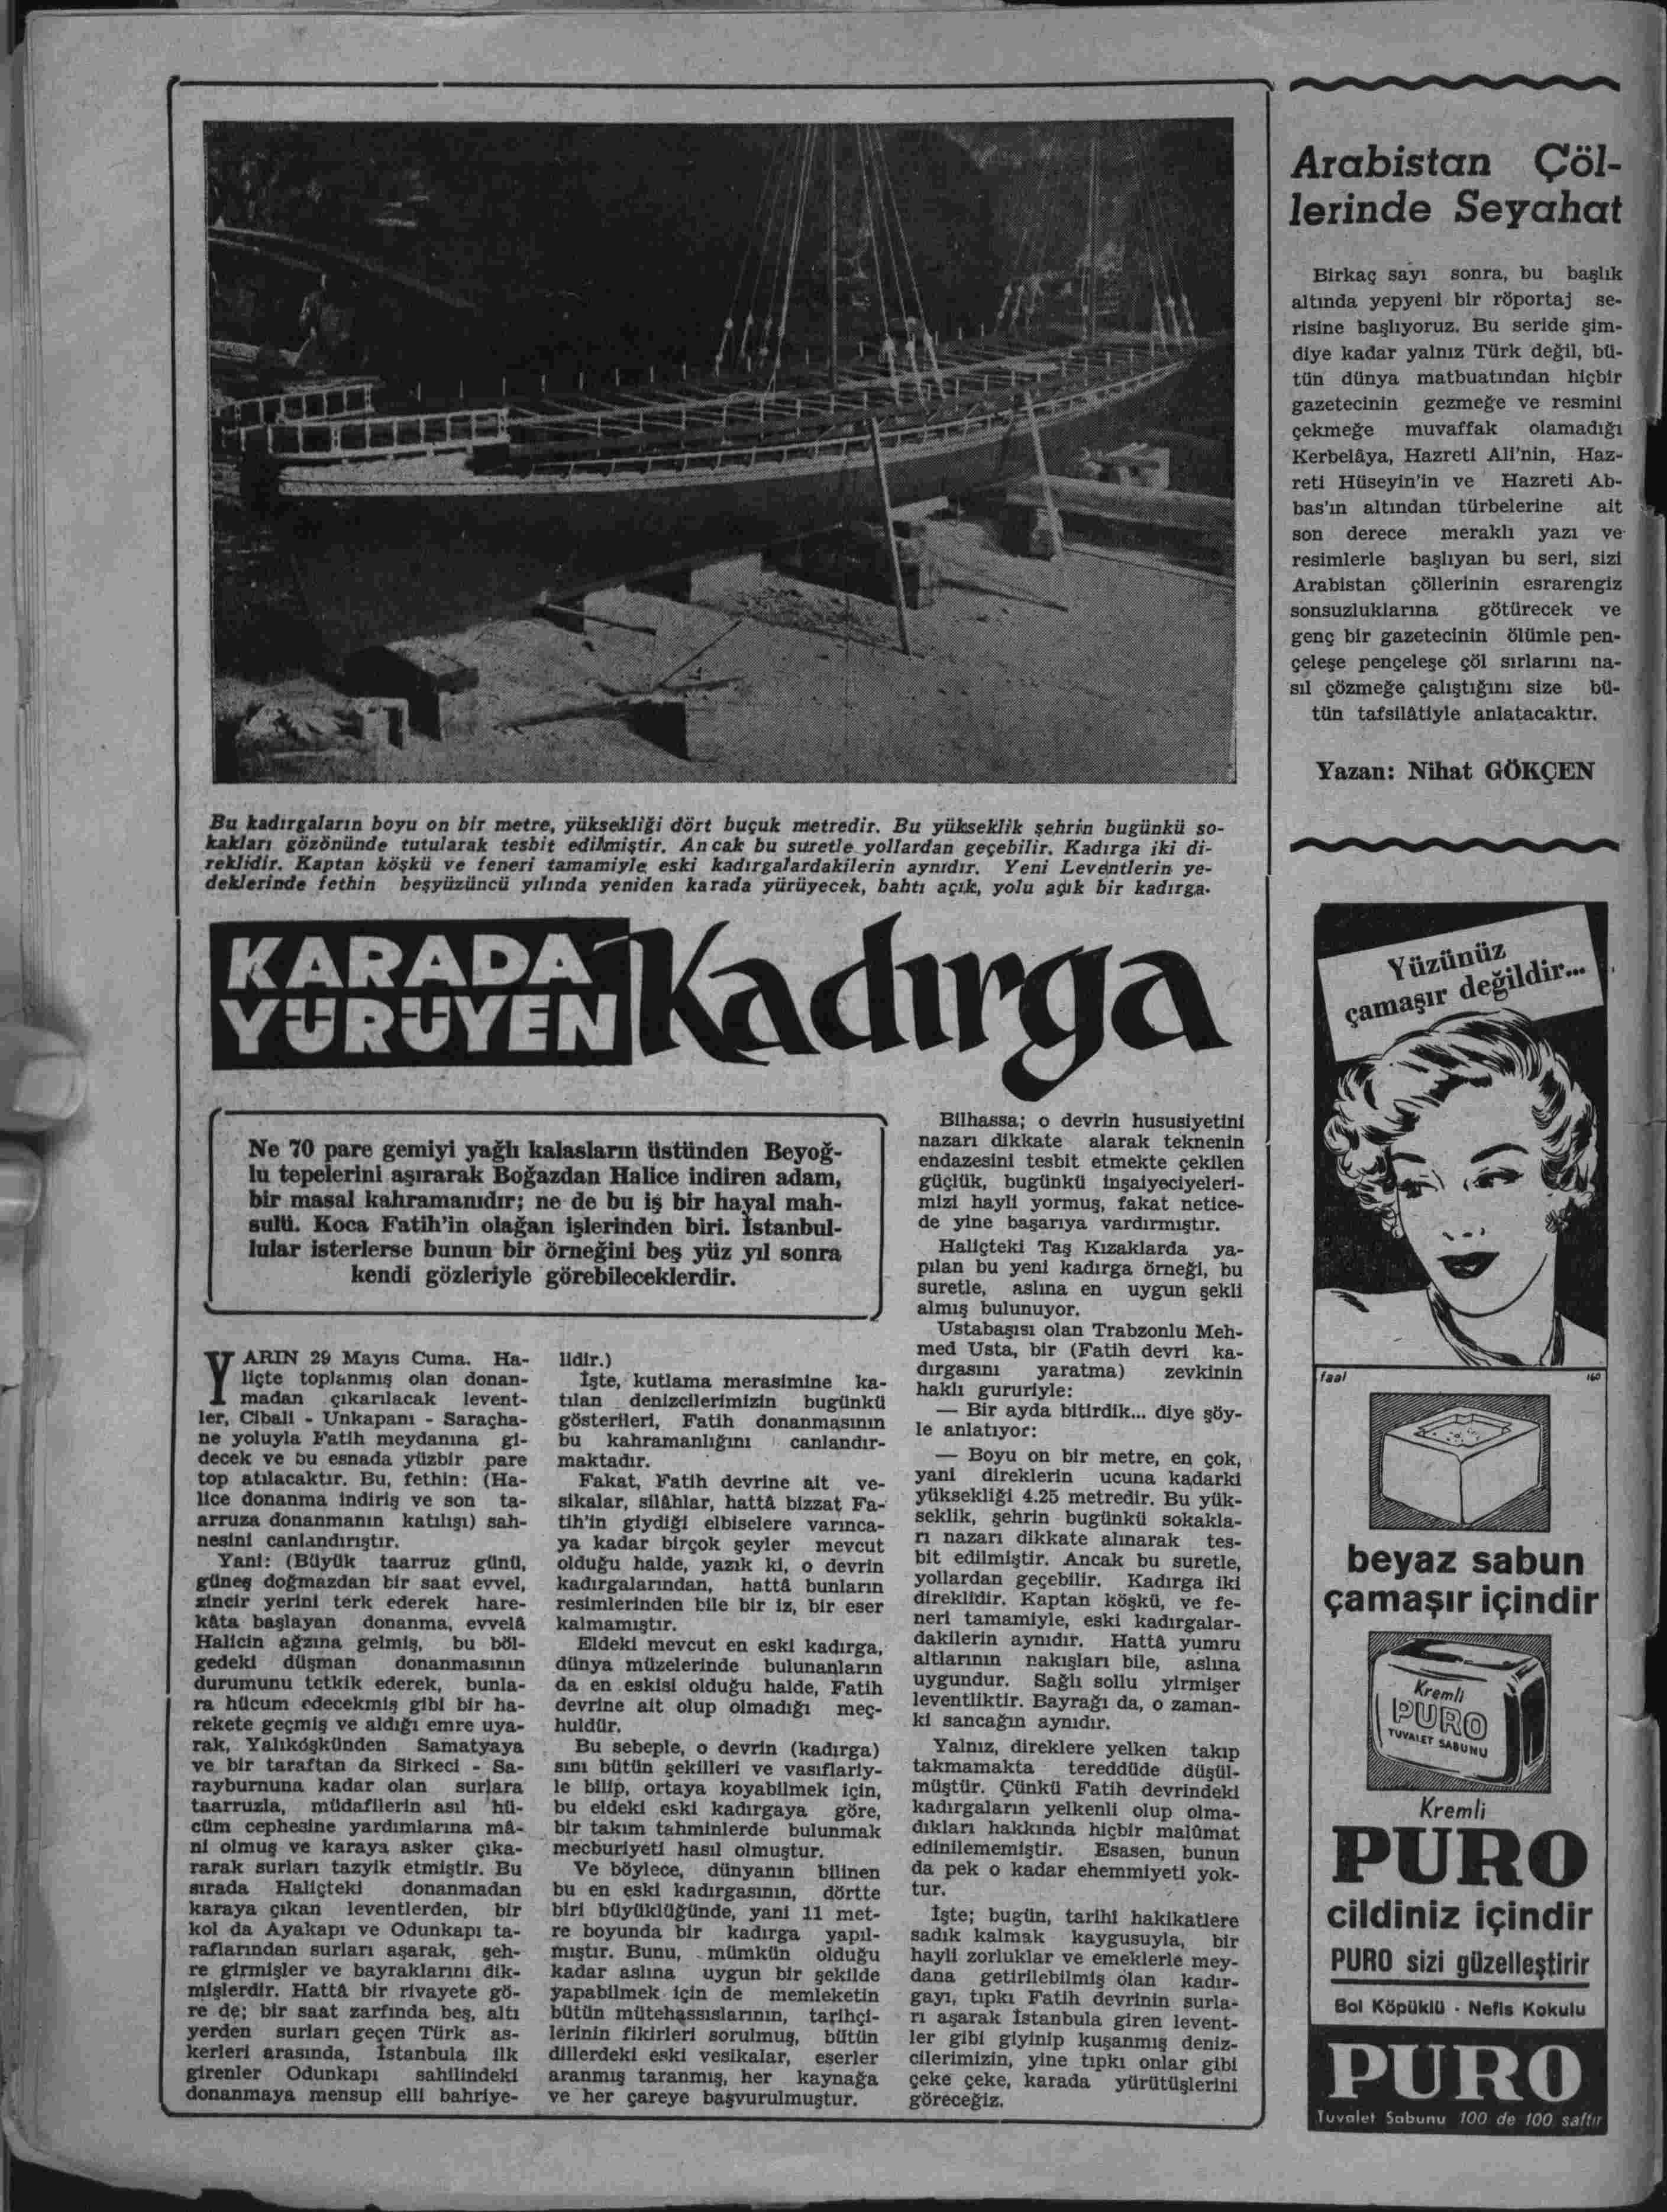 Bu kadırgaların boyu on bir metre, yüksekliği dört buçuk metredir. Bu yükseklik şehrin bugünkü so-
kakları gözönünde tutularak tesbit edilmiştir. Ancak bu suretle yollardan geçebilir. Kadırga iki di-
reklidir. Kaptan köşkü ve feneri tamamiyle eski kadırgalardakilerin aynıdır. Yeni Leventlerin ye-
deklerinde fethin beşyüzüncü yılında yeniden karada yürüyecek, bahtı açık, yolu açık bir kadırga.
KARADA
YÜRÜYEN
Kadırga
Ne 70 pare gemiyi yağlı kalasların üstünden Beyoğ-
lu tepelerini aşırarak Boğazdan Halice indiren adam,
bir masal kahramanıdır; ne de bu iş bir hayal mah-
sulü. Koca Fatih'in olağan işlerinden biri. İstanbul-
lular isterlerse bunun bir örneğini beş yüz yıl sonra
kendi gözleriyle görebileceklerdir.
YARIN 29 Mayıs Cuma. Ha-
liçte toplanmış olan donan-
madan çıkarılacak levent-
ler, Cibali - Unkapanı - Saraçha-
ne yoluyla Fatih meydanına gi-
decek ve bu esnada yüzbir pare
top atılacaktır. Bu, fethin: (Ha-
lice donanma indiriş ve son ta-
arruza donanmanın katılışı) sah-
nesini canlandırıştır.
Yani: (Büyük taarruz günü,
güneş doğmazdan bir saat evvel,
zincir yerini terk ederek hare-
kâta başlayan donanma, evvelâ
Halicin ağzına gelmiş, bu böl-
gedeki düşman donanmasının
durumunu tetkik ederek, bunla-
ra hücum edecekmiş gibi bir ha-
rekete geçmiş ve aldığı emre uya-
rak, Yalıköşkünden Samatyaya
ve bir taraftan da Sirkeci - Sa-
rayburnuna kadar olan surlara
taarruzla, müdafilerin asıl hü-
cüm cephesine yardımlarına mâ-
ni olmuş ve karaya asker çıka-
rarak surları tazyik etmiştir. Bu
sırada Haliçteki donanmadan
karaya çıkan leventlerden, bir
kol da Ayakapı ve Odunkapı ta-
raflarından surları aşarak, şeh-
re girmişler ve bayraklarını dik-
mişlerdir. Hattâ bir rivayete gö-
re de; bir saat zarfında beş, altı
yerden surları geçen Türk as-
kerleri arasında, İstanbula ilk
girenler Odunkapı sahilindeki
donanmaya mensup elli bahriye-
lidir.)
İşte, kutlama merasimine ka-
tılan denizcilerimizin bugünkü
gösterileri, Fatih donanmasının
bu kahramanlığını canlandır-
maktadır.
Fakat, Fatih devrine ait ve-
sikalar, silâhlar, hattâ bizzat Fa-
tih'in giydiği elbiselere varınca-
ya kadar birçok şeyler mevcut
olduğu halde, yazık ki, o devrin
kadırgalarından, hattâ bunların
resimlerinden bile bir iz, bir eser
kalmamıştır.
Eldeki mevcut en eski kadırga,
dünya müzelerinde bulunanların
da en eskisi olduğu halde, Fatih
devrine ait olup olmadığı meç-
huldür.
Bu sebeple, o devrin (kadırga)
sını bütün şekilleri ve vasıflariy-
le bilip, ortaya koyabilmek için,
bu eldeki eski kadırgaya göre,
bir takım tahminlerde bulunmak
mecburiyeti hasıl olmuştur.
Ve böylece, dünyanın bilinen
bu en eski kadırgasının, dörtte
biri büyüklüğünde, yani 11 met-
re boyunda bir kadırga yapıl-
mıştır. Bunu, mümkün olduğu
kadar aslına uygun bir şekilde
yapabilmek için de memleketin
bütün mütehassıslarının, tarihçi-
lerinin fikirleri sorulmuş, bütün
dillerdeki eski vesikalar, eserler
aranmış taranmış, her kaynağa
ve her çareye başvurulmuştur.
Bilhassa; o devrin hususiyetini
nazarı dikkate alarak teknenin
endazesini tesbit etmekte çekilen
güçlük, bugünkü inşaiyeciyeleri-
mizi hayli yormuş, fakat netice-
de yine başarıya vardırmıştır.
Haliçteki Taş Kızaklarda ya-
pılan bu yeni kadırga örneği, bu
suretle, aslına en uygun şekli
almış bulunuyor.
Ustabaşısı olan Trabzonlu Meh-
med Usta, bir (Fatih devri ka-
dırgasını yaratma) zevkinin
haklı gururiyle:
— Bir ayda bitirdik... diye şöy-
le anlatıyor:
— Boyu on bir metre, en çok,
yani direklerin ucuna kadarki
yüksekliği 4.25 metredir. Bu yük-
seklik, şehrin bugünkü sokakla-
rı nazarı dikkate alınarak tes-
bit edilmiştir. Ancak bu suretle,
yollardan geçebilir. Kadırga iki
direklidir. Kaptan köşkü, ve fe-
neri tamamiyle, eski kadırgalar-
dakilerin aynıdır. Hattâ yumru
altlarının nakışları bile, aslına
uygundur. Sağlı sollu yirmişer
leventliktir. Bayrağı da, o zaman-
ki sancağın aynıdır.
Yalnız, direklere yelken takıp
takmamakta tereddüde düşül-
müştür. Çünkü Fatih devrindeki
kadırgaların yelkenli olup olma-
dıkları hakkında hiçbir malûmat
edinilememiştir. Esasen, bunun
da pek o kadar ehemmiyeti yok-
tur.
İşte; bugün, tarihî hakikatlere
sadık kalmak kaygusuyla, bir
hayli zorluklar ve emeklerle mey-
dana getirilebilmiş olan kadır-
gayı, tıpkı Fatih devrinin surla-
rı aşarak İstanbula giren levent-
ler gibi giyinip kuşanmış deniz-
cilerimizin, yine tıpkı onlar gibi
çeke çeke, karada yürütüşlerini
göreceğiz.
Arabistan Çöl-
lerinde Seyahat
Birkaç sayı sonra, bu başlık
altında yepyeni bir röportaj se-
risine başlıyoruz. Bu seride şim-
diye kadar yalnız Türk değil, bü-
tün dünya matbuatından hiçbir
gazetecinin gezmeğe ve resmini
çekmeğe muvaffak olamadığı
Kerbelâya, Hazreti Ali'nin, Haz-
reti Hüseyin'in ve Hazreti Ab-
bas'ın altından türbelerine ait
son derece meraklı yazı ve
resimlerle başlıyan bu seri, sizi
Arabistan çöllerinin esrarengiz
sonsuzluklarına götürecek ve
genç bir gazetecinin ölümle pen-
çeleşe pençeleşe çöl sırlarını na-
sıl çözmeğe çalıştığını size bü-
tün tafsilâtiyle anlatacaktır.
Yazan: Nihat GÖKÇEN
Yüzünüz
çamaşır değildir...
faal
160
beyaz sabun
çamaşır içindir
Kremli
PURO
TUVALET SABUNU
Kremli
PURO
cildiniz içindir
PURO sizi güzelleştirir
Bol Köpüklü - Nefis Kokulu
PURO
Tuvalet Sabunu 100 de 100 saftır